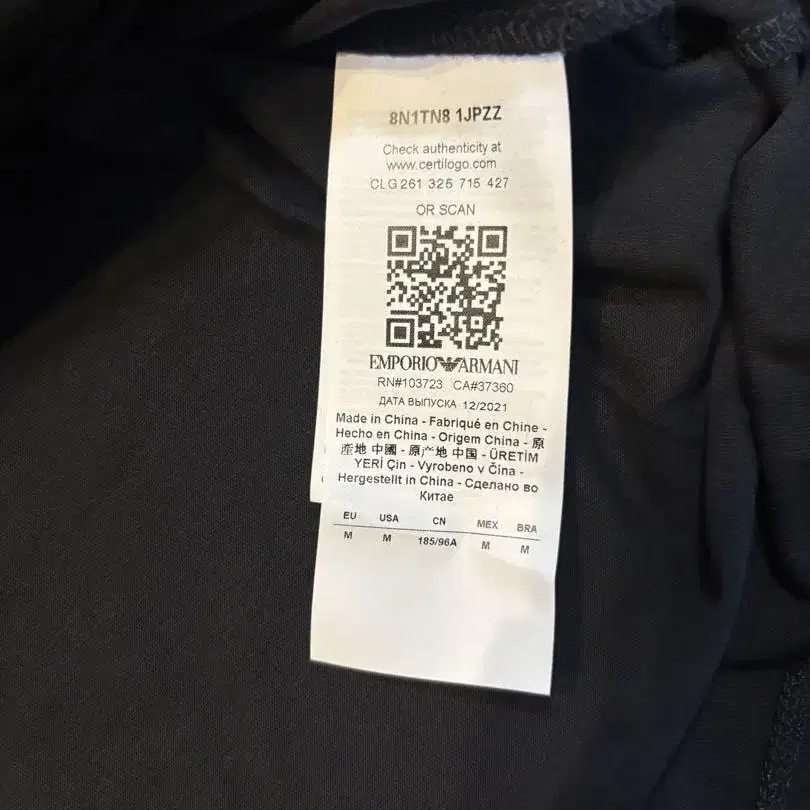 8N1TN8 1JPZZ
Check authenticity at
www.certilogo.com
CLG 261 325 715 427
OR SCAN
EMPORIO ARMANI
RN#103723 CA#37360
ДАТА ВЫПУСКА 12/2021
Made in China - Fabriqué en Chine -
Hecho en China - Origem China - 原
產地 中國 - 原产地 中国 - ÜRETİM
YERİ Çin - Vyrobeno v Čína -
Hergestellt in China - Сделано во
Китае
EU USA CN MEX BRA
M M 185/96A M M